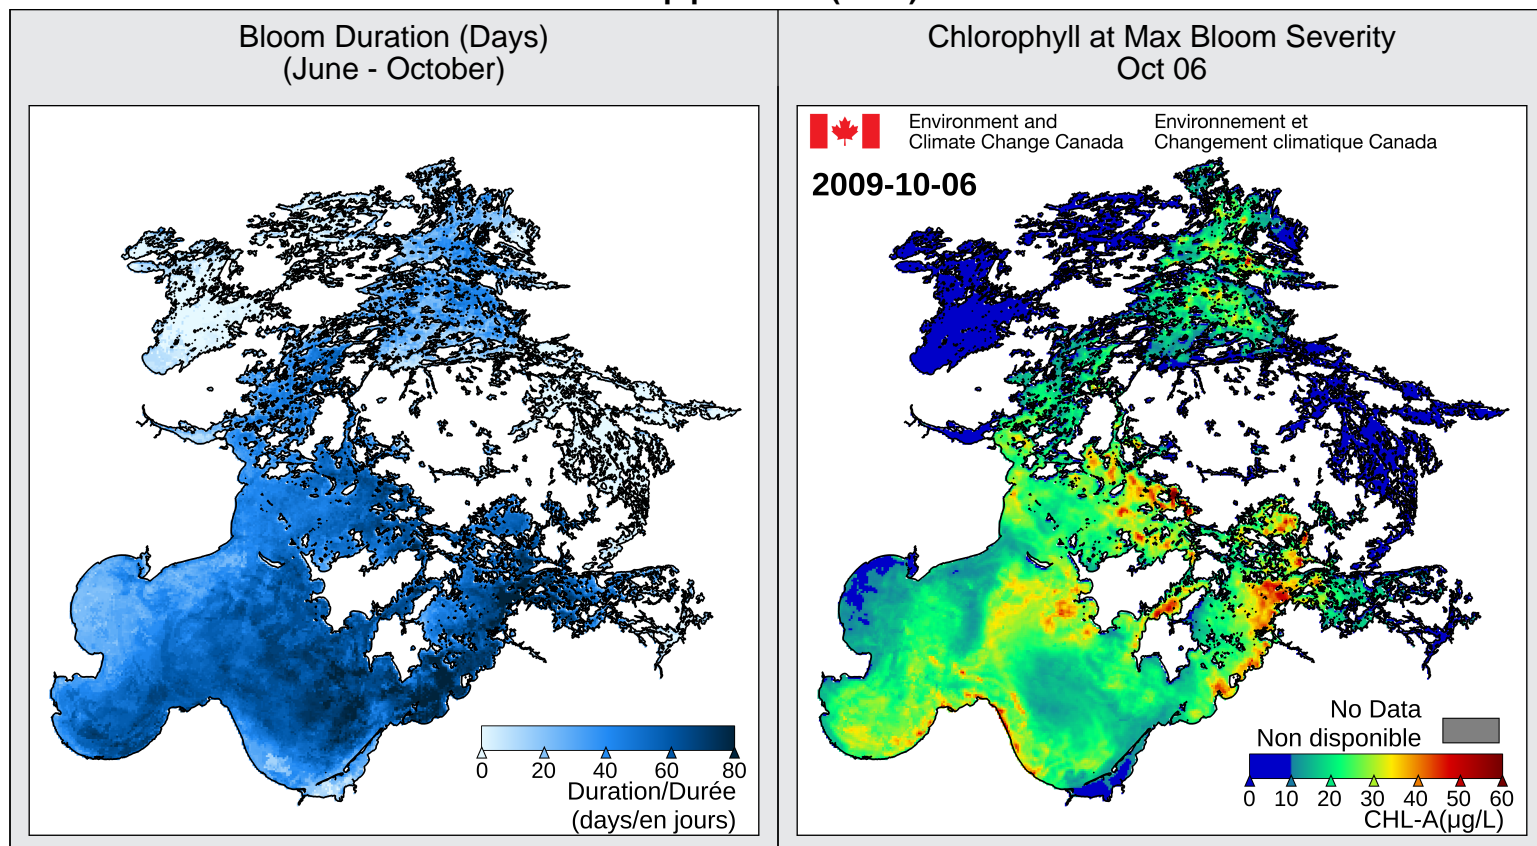 Bloom Duration (Days)
(June - October)
0 20 40 60 80
Duration/Durée
(days/en jours)
Chlorophyll at Max Bloom Severity
Oct 06
Environment and
Climate Change Canada
Environnement et
Changement climatique Canada
2009-10-06
No Data
Non disponible
0 10 20 30 40 50 60
CHL-A(µg/L)